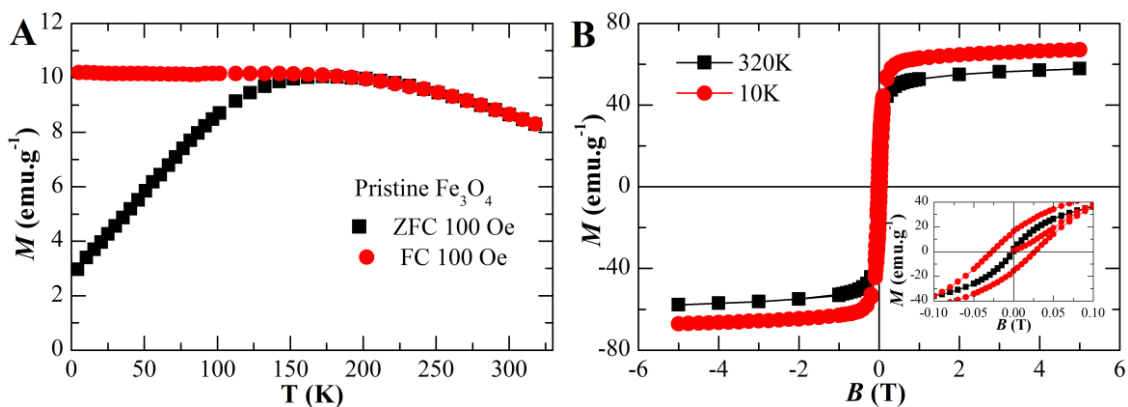 A
M (emu.g⁻¹)
12
10
8
6
4
2
0
Pristine Fe₃O₄
ZFC 100 Oe
FC 100 Oe
0 50 100 150 200 250 300
T (K)
B
M (emu.g⁻¹)
80
40
0
-40
-80
320K
10K
M (emu.g⁻¹)
40
20
0
-20
-40
-0.10 -0.05 0.00 0.05 0.10
B (T)
-6 -4 -2 0 2 4 6
B (T)